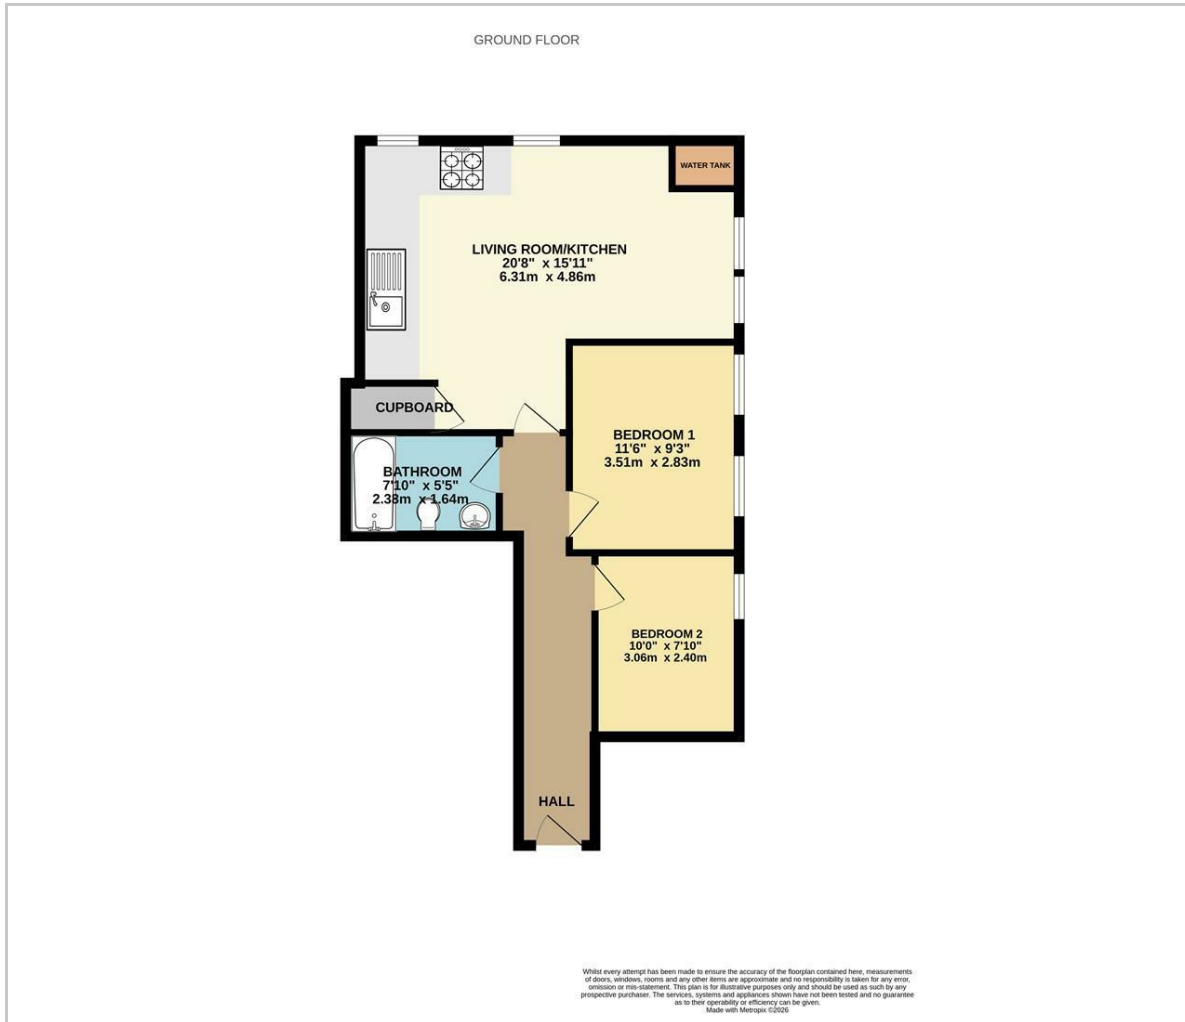 GROUND FLOOR
WATER TANK
LIVING ROOM/KITCHEN
20'8" x 15'11"
6.31m x 4.86m
CUPBOARD
BEDROOM 1
11'6" x 9'3"
3.51m x 2.83m
BATHROOM
7'10" x 5'5"
2.38m x 1.64m
BEDROOM 2
10'0" x 7'10"
3.06m x 2.40m
HALL
Whilst every attempt has been made to ensure the accuracy of the floorplan contained here, measurements
of doors, windows, rooms and any other items are approximate and no responsibility is taken for any error,
omission or mis-statement. This plan is for illustrative purposes only and should be used as such by any
prospective purchaser. The services, systems and appliances shown have not been tested and no guarantee
as to their operability or efficiency can be given.
Made with Metropix ©2026